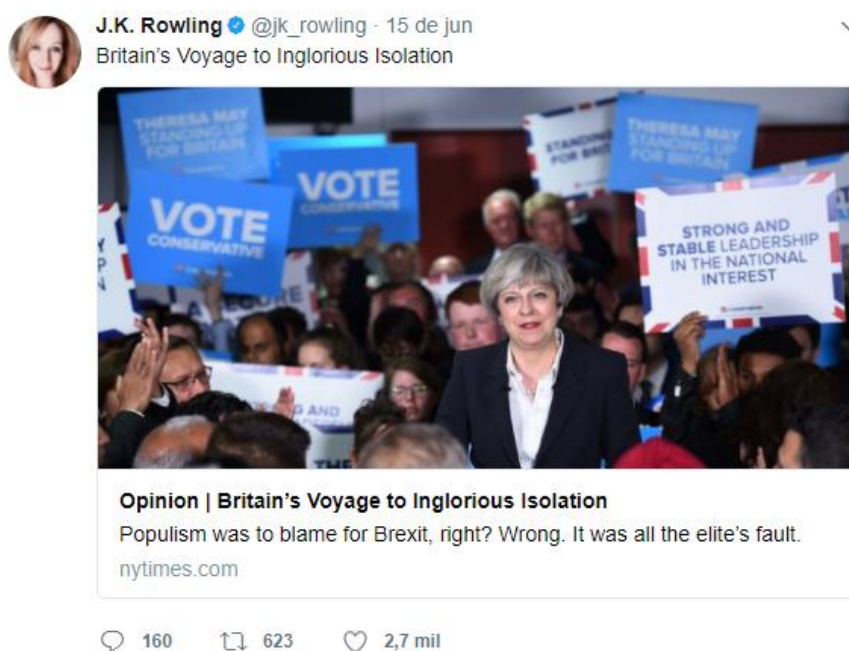 J.K. Rowling @jk_rowling · 15 de jun
Britain's Voyage to Inglorious Isolation
THERESA MAY
STANDING UP
FOR BRITAIN
VOTE
CONSERVATIVE
VOTE
CONSERVATIVE
STANDING
FOR
THERESA MAY
STANDING UP
FOR BRITAIN
STRONG AND
STABLE LEADERSHIP
IN THE NATIONAL
INTEREST
AND
THE
Opinion | Britain's Voyage to Inglorious Isolation
Populism was to blame for Brexit, right? Wrong. It was all the elite's fault.
nytimes.com
160 623 2,7 mil